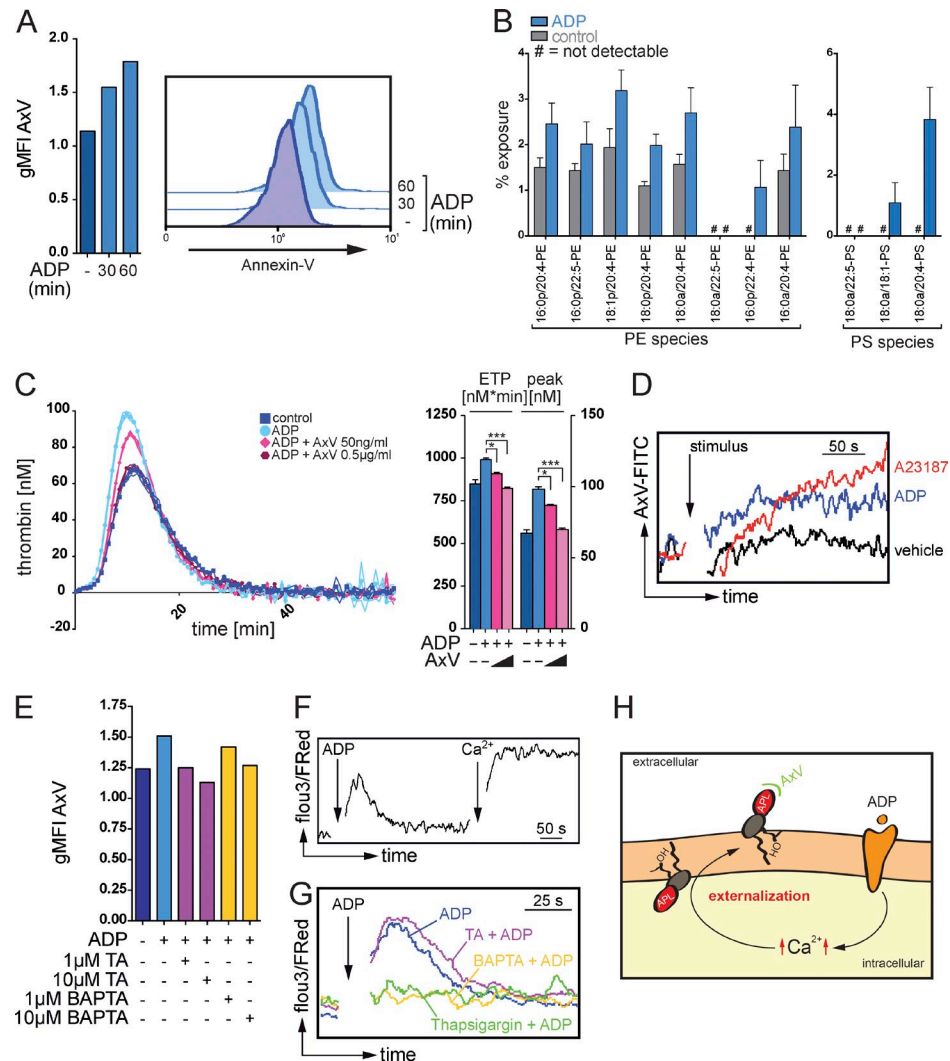 A
gMFI AxV
2.0
1.5
1.0
0.5
0.0
ADP
(min)
- 30 60
60
30
-
ADP
(min)
0 10⁰ 10¹
Annexin-V
B
ADP
control
# = not detectable
% exposure
4
2
0
# # #
16:0p/20:4-PE
16:0p/22:5-PE
18:1p/20:4-PE
18:0p/20:4-PE
18:0a/20:4-PE
18:0a/22:5-PE
16:0p/22:4-PE
16:0a/20:4-PE
PE species
6
4
2
0
# # # #
18:0a/22:5-PS
18:0a/18:1-PS
18:0a/20:4-PS
PS species
C
thrombin [nM]
100
80
60
40
20
0
-20
20 40
time [min]
control
ADP
ADP + AxV 50ng/ml
ADP + AxV 0.5µg/ml
ETP peak
[nM*min] [nM]
1250
1000
750
500
250
0
150
100
50
0
***
*
***
*
ADP - + + + - + + +
AxV - - - -
D
AxV-FITC
stimulus
50 s
A23187
ADP
vehicle
time
E
gMFI AxV
1.75
1.50
1.25
1.00
0.75
0.50
0.25
0.00
ADP - + + + + +
1µM TA - - + - - -
10µM TA - - - + - -
1µM BAPTA - - - - + -
10µM BAPTA - - - - - +
F
flou3/FRed
ADP
Ca²⁺
50 s
time
G
flou3/FRed
ADP
25 s
ADP
TA + ADP
BAPTA + ADP
Thapsigargin + ADP
time
H
extracellular
AxV
APL
ADP
OH
HO
APL
externalization
Ca²⁺
intracellular